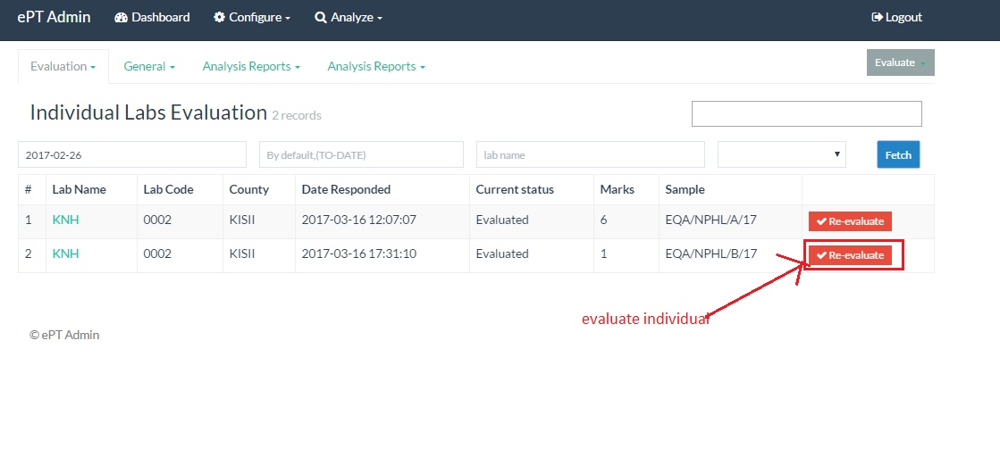 ePT Admin Dashboard Configure Analyze Logout
Evaluation General Analysis Reports Analysis Reports Evaluate
Individual Labs Evaluation 2 records
2017-02-26 By default,(TO-DATE) lab name Fetch
# Lab Name Lab Code County Date Responded Current status Marks Sample
1 KNH 0002 KISII 2017-03-16 12:07:07 Evaluated 6 EQA/NPHL/A/17 Re-evaluate
2 KNH 0002 KISII 2017-03-16 17:31:10 Evaluated 1 EQA/NPHL/B/17 Re-evaluate
evaluate individual
© ePT Admin